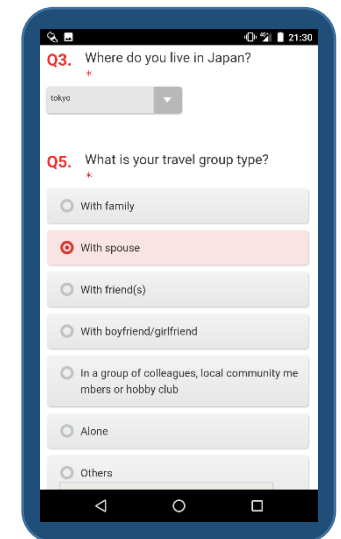 21:30
Q3. Where do you live in Japan?
*
tokyo
Q5. What is your travel group type?
*
With family
With spouse
With friend(s)
With boyfriend/girlfriend
In a group of colleagues, local community me
mbers or hobby club
Alone
Others